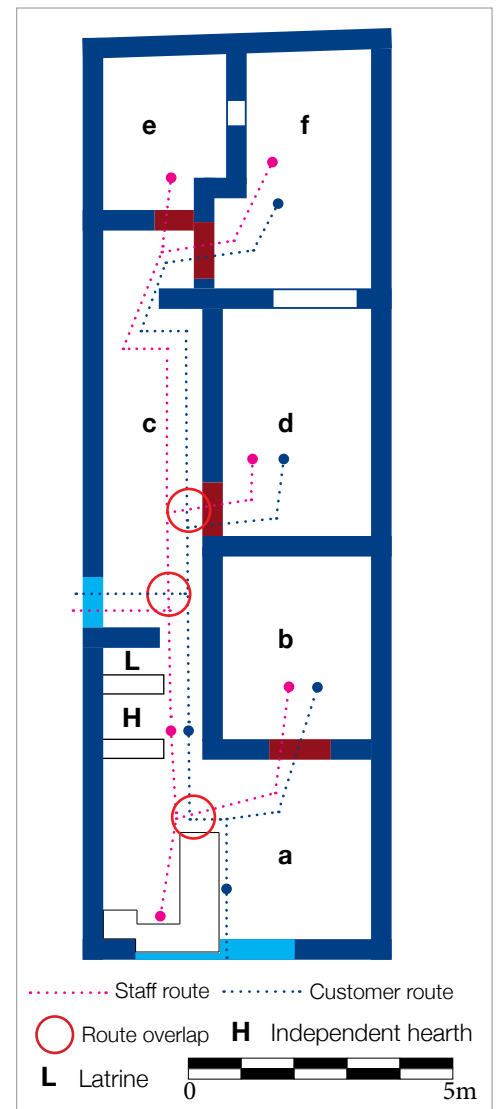 e
f
c
d
L
b
H
a
Staff route Customer route
Route overlap H Independent hearth
L Latrine
0 5m